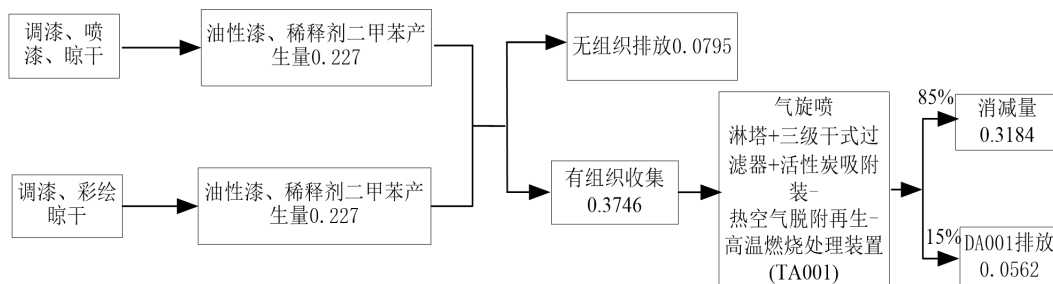 调漆、喷
漆、晾干
油性漆、稀释剂二甲苯产
生量0.227
无组织排放0.0795
调漆、彩绘
晾干
油性漆、稀释剂二甲苯产
生量0.227
有组织收集
0.3746
气旋喷
淋塔+三级干式过
滤器+活性炭吸附
装-
热空气脱附再生-
高温燃烧处理装置
(TA001)
85%
消减量
0.3184
15%
DA001排放
0.0562